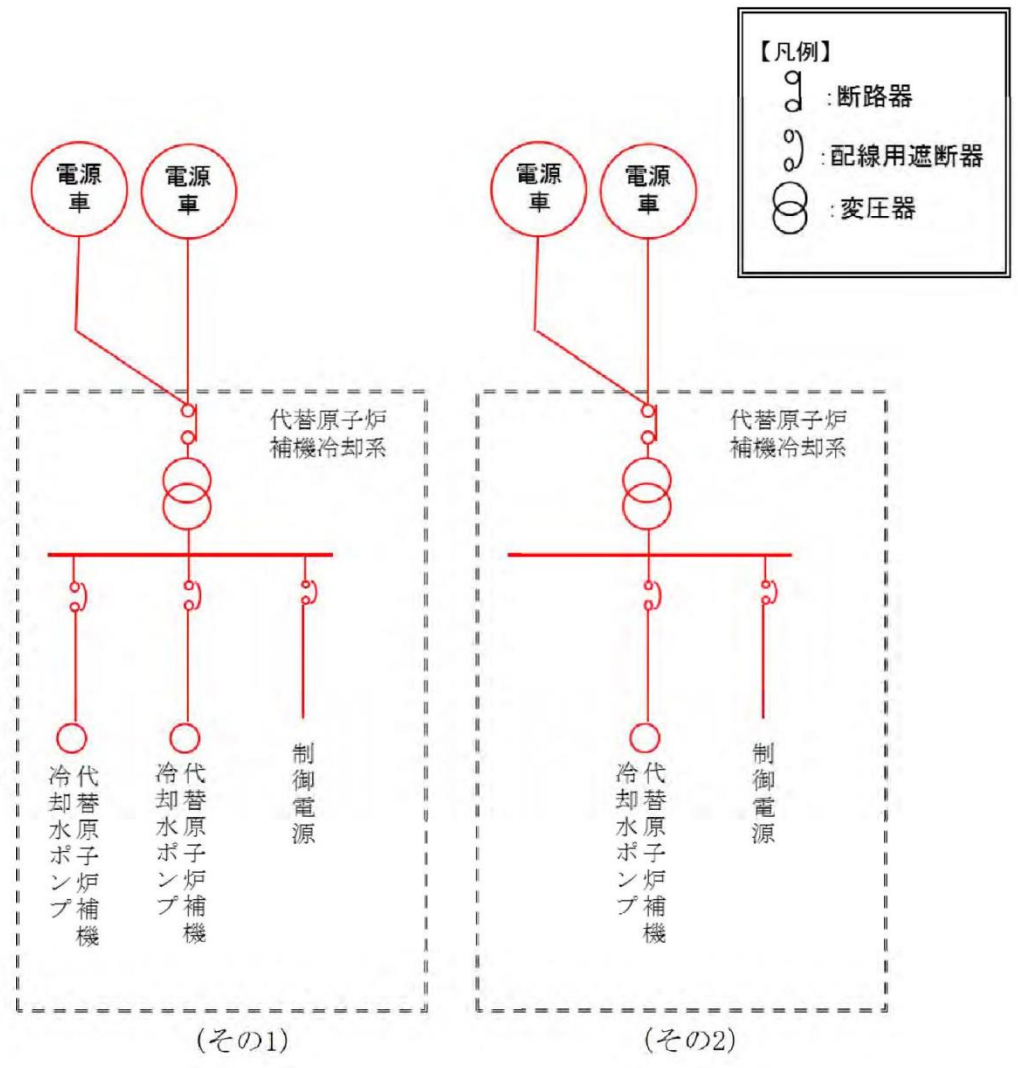 【凡例】
:断路器
:配線用遮断器
:変圧器
電源
車
電源
車
電源
車
電源
車
代替原子炉
補機冷却系
代替原子炉
補機冷却系
代替原子炉補機
冷却水ポンプ
代替原子炉補機
冷却水ポンプ
制御電源
代替原子炉補機
冷却水ポンプ
制御電源
(その1)
(その2)